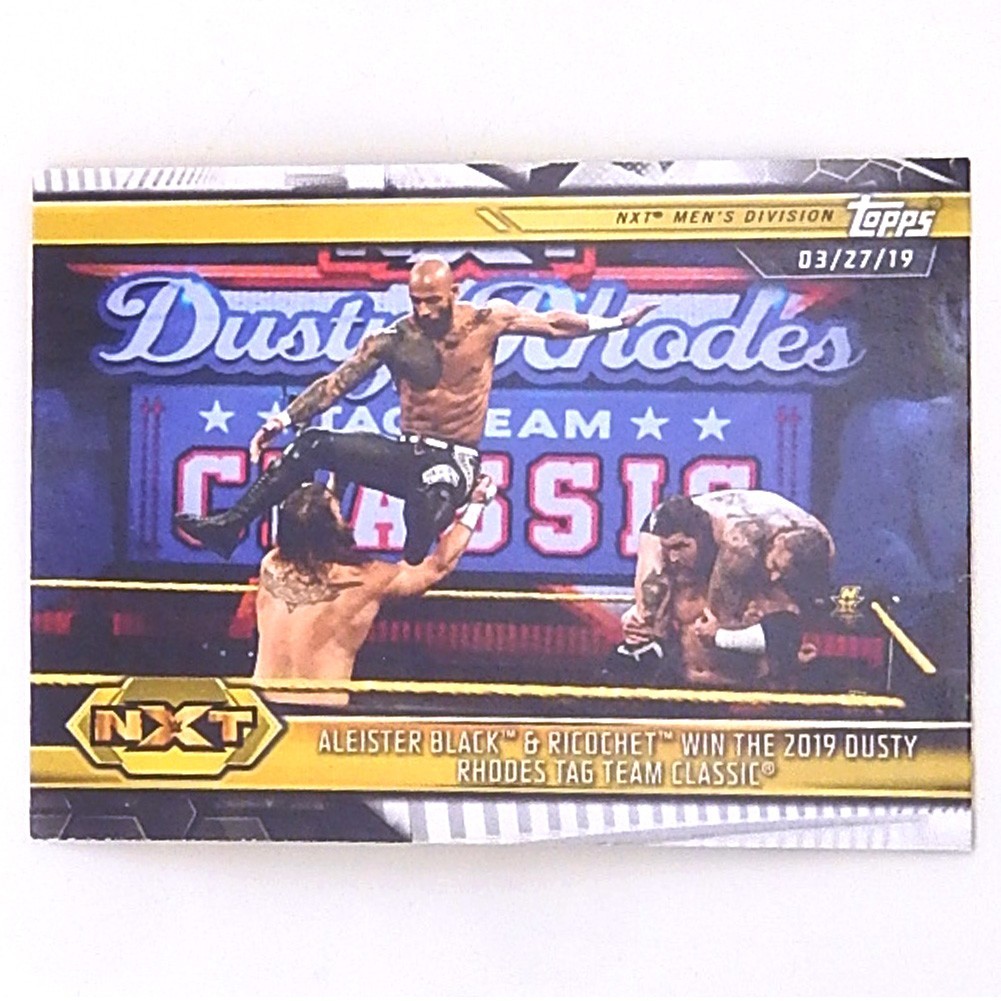 NXT® MEN'S DIVISION
Topps®
03/27/19
NXT
Dusty Rhodes
TAG TEAM
CLASSIC
NXT
ALEISTER BLACK™ & RICOCHET™ WIN THE 2019 DUSTY
RHODES TAG TEAM CLASSIC®